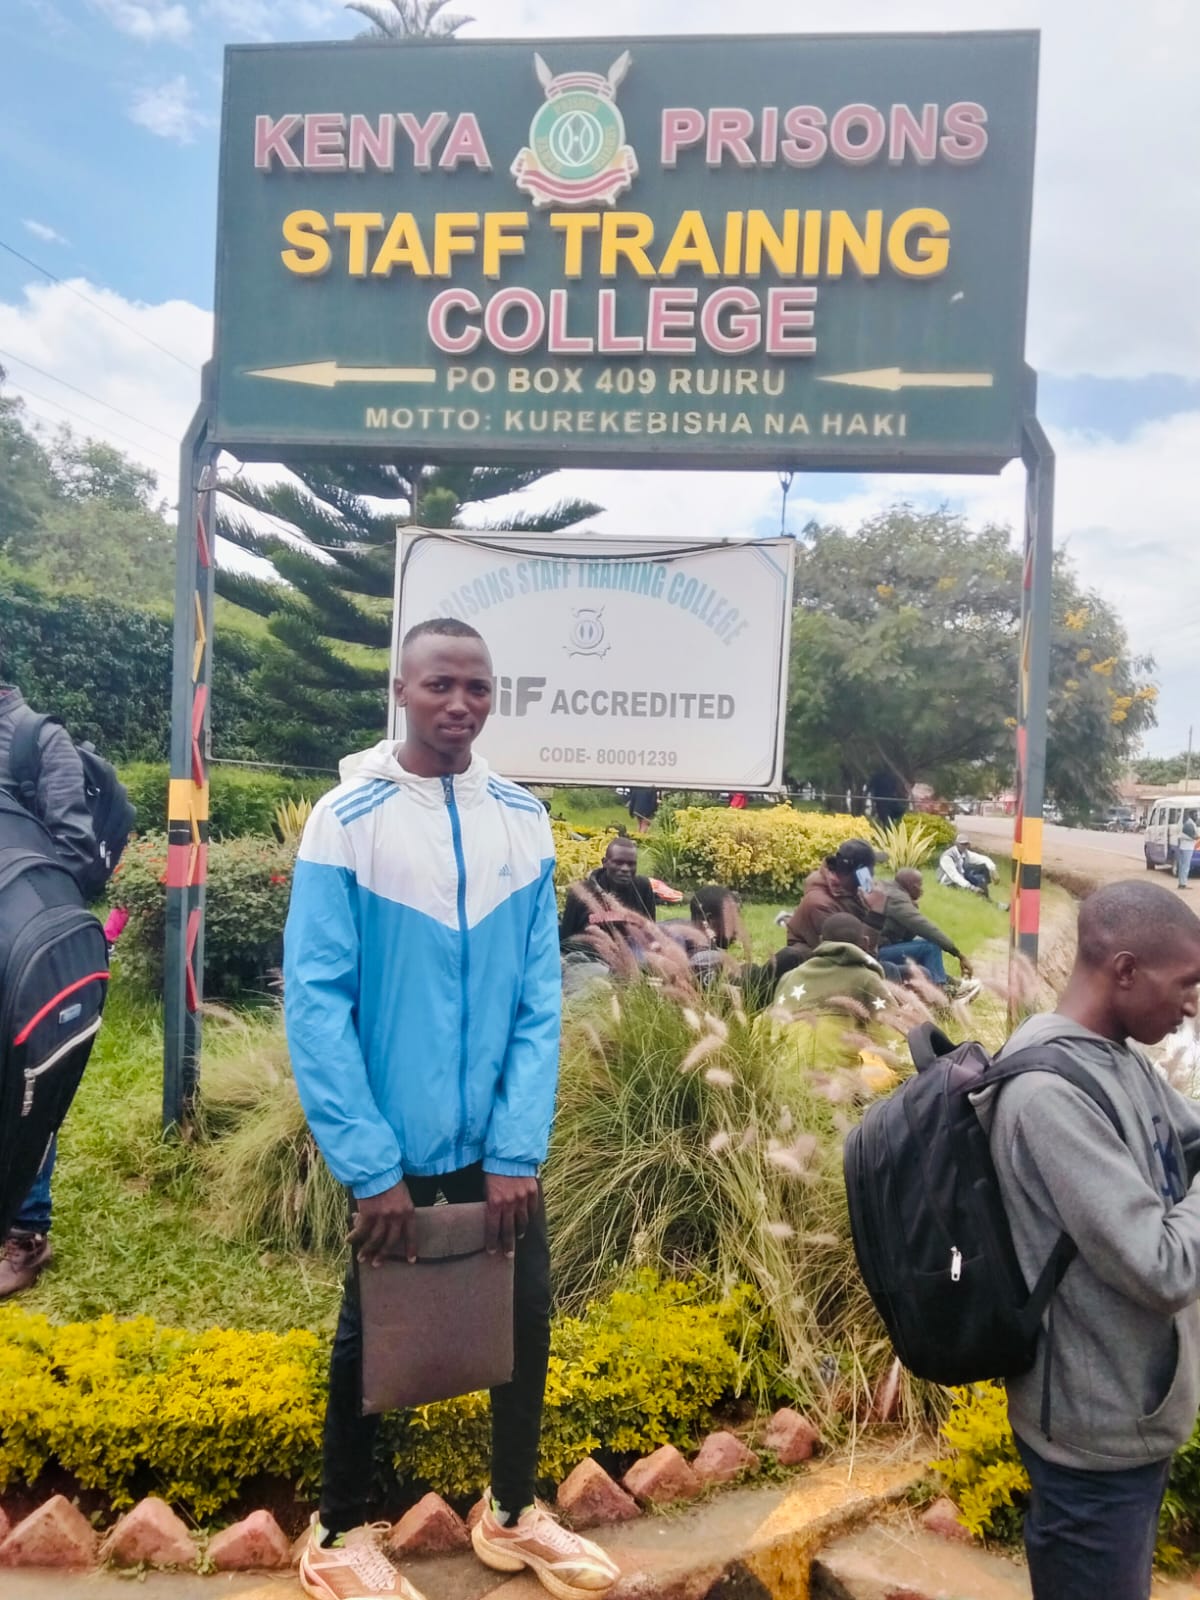 KENYA PRISONS
STAFF TRAINING
COLLEGE
PO BOX 409 RUIRU
MOTTO: KUREKEBISHA NA HAKI
PRISONS STAFF TRAINING COLLEGE
ACCREDITED
CODE- 80001239
adidas